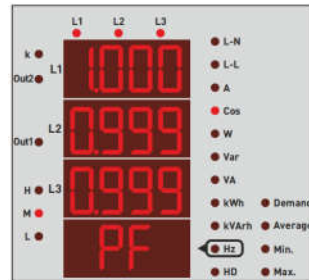 L1 L2 L3
k
Out2
L1 1.000
L2 0.999
Out1
L3 0.999
H
M
L
PF
L-N
L-L
A
Cos
W
Var
VA
kWh Demand
kVArh Average
Hz Min.
HD Max.